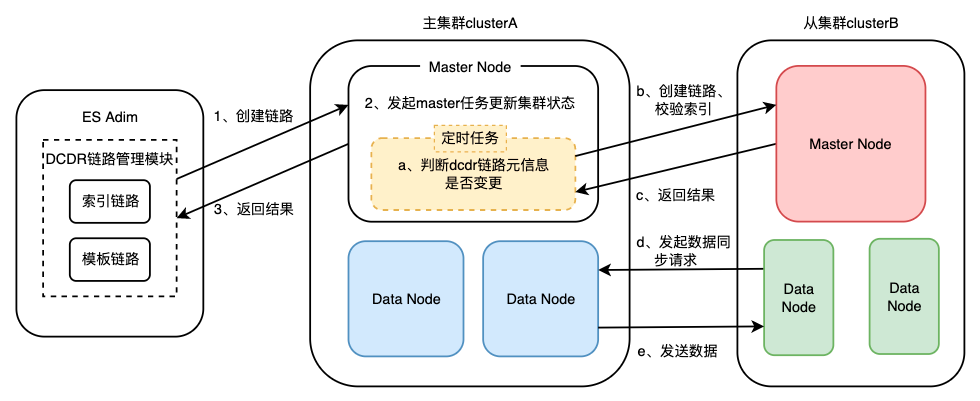 主集群clusterA
从集群clusterB
ES Adim
DCDR链路管理模块
索引链路
模板链路
1、创建链路
3、返回结果
Master Node
2、发起master任务更新集群状态
定时任务
a、判断dcdr链路元信息
是否变更
b、创建链路、
校验索引
c、返回结果
Master Node
Data Node
Data Node
d、发起数据同
步请求
e、发送数据
Data
Node
Data
Node